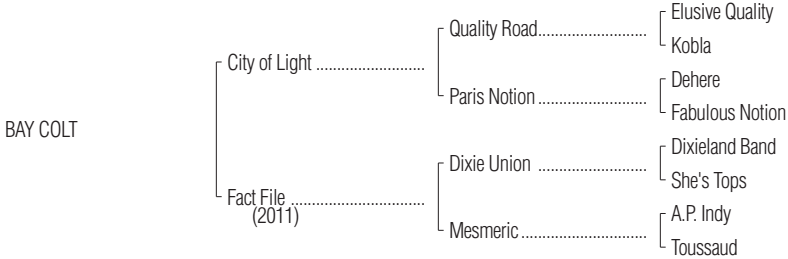 Elusive Quality
Quality Road
Kobla
City of Light
Dehere
Paris Notion
Fabulous Notion
BAY COLT
Dixieland Band
Dixie Union
She's Tops
Fact File
(2011)
A.P. Indy
Mesmeric
Toussaud